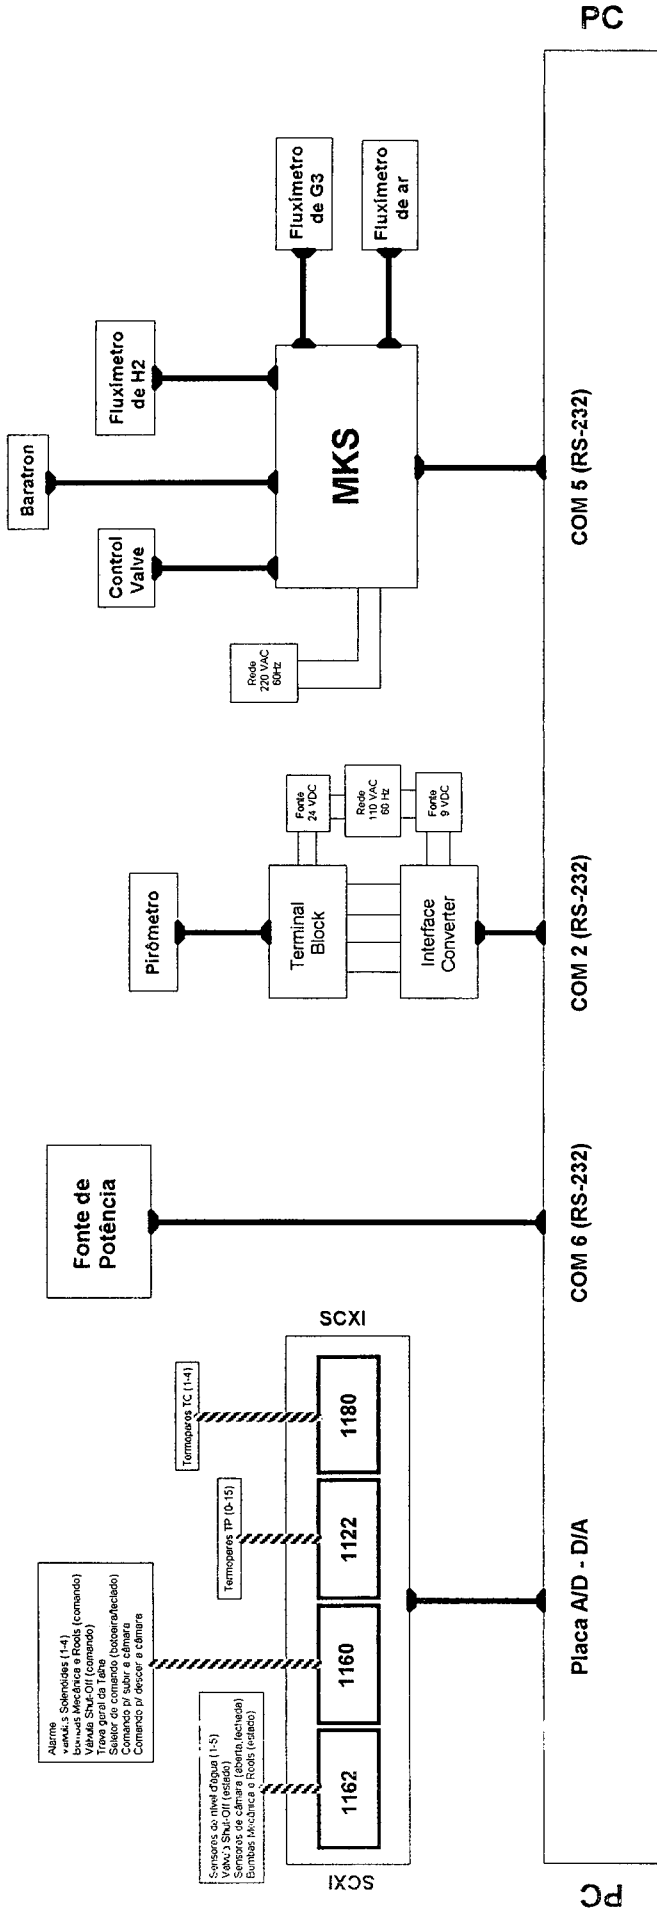 PC
Alarme
Válvulas Solenóides (1-4)
Bombas Mecânica e Roots (comando)
Válvula Shut-Off (comando)
Trava geral da Talha
Seletor de comando (botoeira/teclado)
Comando p/ subir a câmara
Comando p/ descer a câmara
Sensores de nível d'água (1-5)
Válvula Shut-Off (estado)
Sensores de câmara (aberta,fechada)
Bombas Mecânica e Roots (estado)
Termopares TP (0-15)
Termopares TC (1-4)
SCXI
1162
1160
1122
1180
SCXI
Placa A/D - D/A
Fonte de
Potência
COM 6 (RS-232)
Pirômetro
Terminal
Block
Interface
Converter
Fonte
24 VDC
Rede
110 VAC
60 Hz
Fonte
9 VDC
COM 2 (RS-232)
Rede
220 VAC
60Hz
Control
Valve
Baratron
Fluxímetro
de H2
MKS
Fluxímetro
de G3
Fluxímetro
de ar
COM 5 (RS-232)
PC